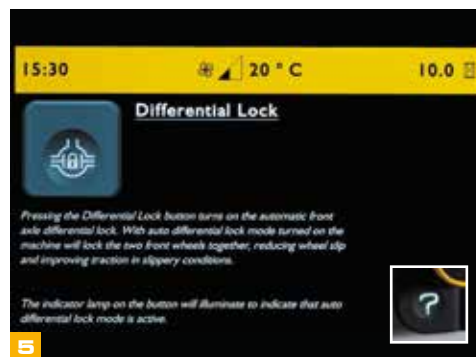 15:30 20 ° C 10.0
Differential Lock
Pressing the Differential Lock button turns on the automatic front
axle differential lock. With auto differential lock mode turned on the
machine will lock the two front wheels together, reducing wheel slip
and improving traction in slippery conditions.
The indicator lamp on the button will illuminate to indicate that auto
differential lock mode is active.
?
5